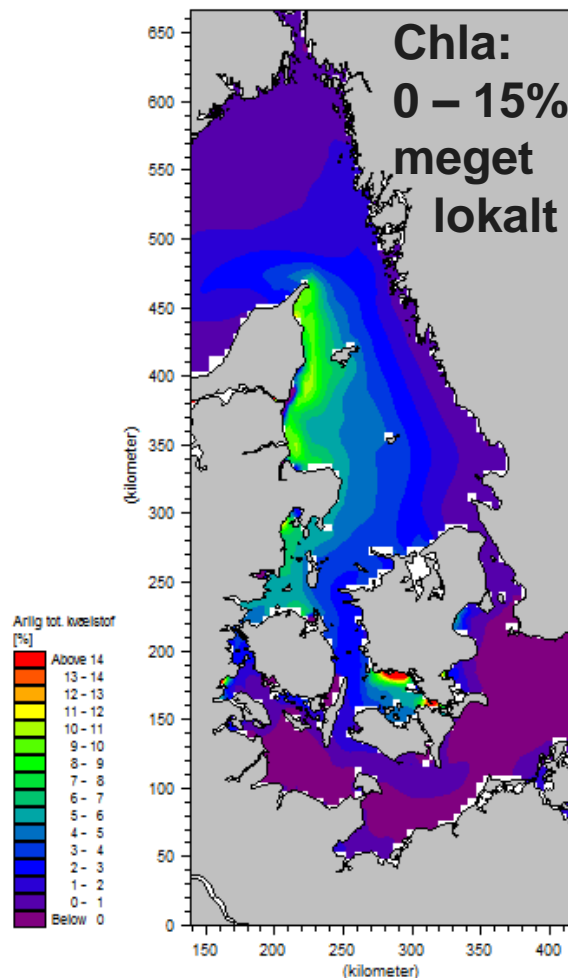 Chla:
0 – 15%
meget
lokalt
650
600
550
500
450
400
350
300
250
200
150
100
50
0
(kilometer)
150 200 250 300 350 400
(kilometer)
Arlig tot. kvælstof
[%]
Above 14
13 - 14
12 - 13
11 - 12
10 - 11
9 - 10
8 - 9
7 - 8
6 - 7
5 - 6
4 - 5
3 - 4
2 - 3
1 - 2
0 - 1
Below 0